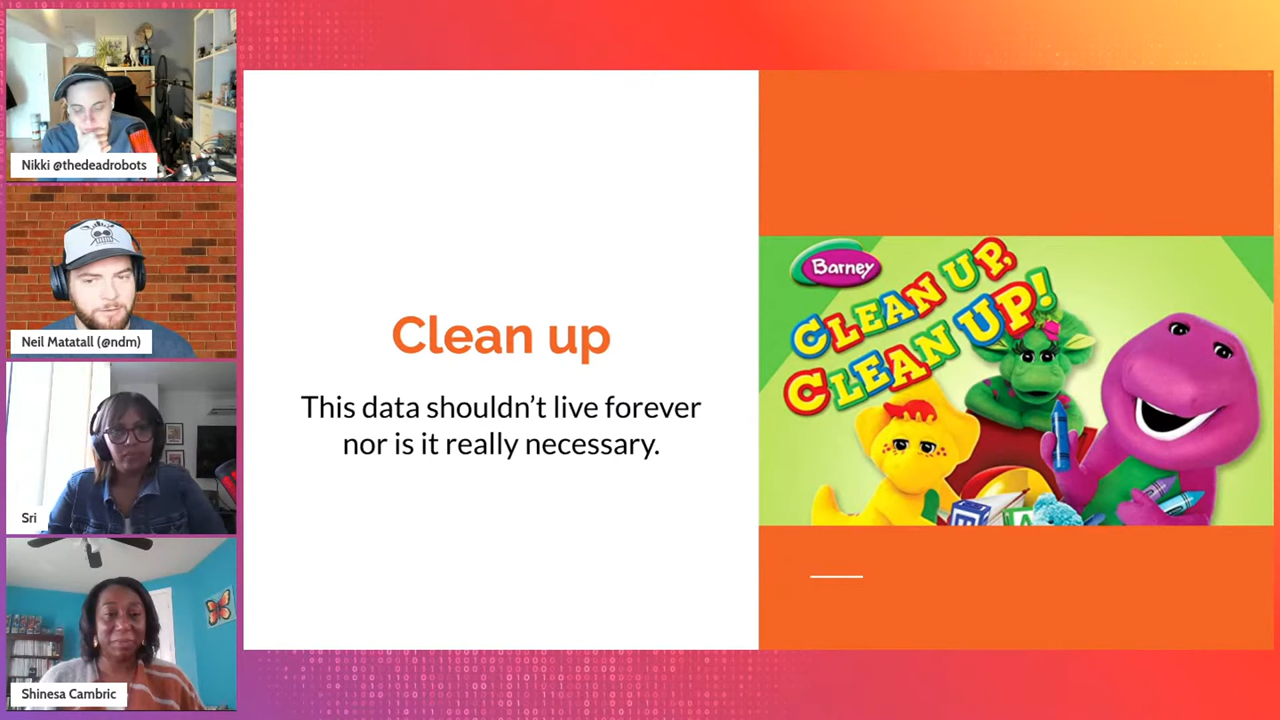 Nikki @thedeadrobots
Neil Matatall (@ndm)
Sri
Shinesa Cambric
Clean up
This data shouldn't live forever
nor is it really necessary.
Barney
CLEAN UP,
CLEAN UP!